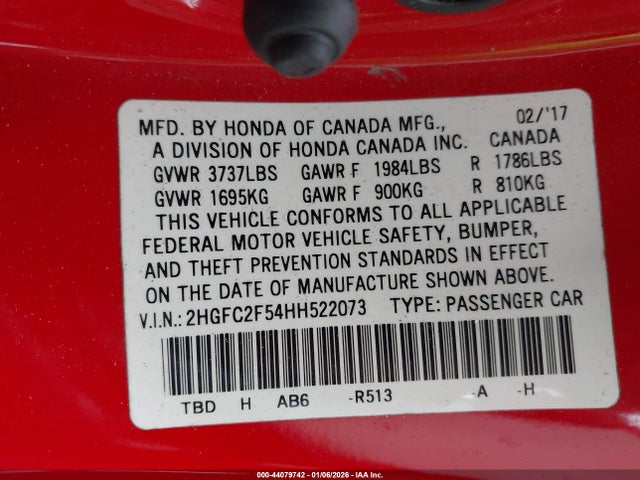 MFD. BY HONDA OF CANADA MFG., 02/'17
A DIVISION OF HONDA CANADA INC. CANADA
GVWR 3737LBS GAWR F 1984LBS R 1786LBS
GVWR 1695KG GAWR F 900KG R 810KG
THIS VEHICLE CONFORMS TO ALL APPLICABLE
FEDERAL MOTOR VEHICLE SAFETY, BUMPER,
AND THEFT PREVENTION STANDARDS IN EFFECT
ON THE DATE OF MANUFACTURE SHOWN ABOVE.
V.I.N.: 2HGFC2F54HH522073 TYPE: PASSENGER CAR
TBD H AB6 -R513 -A -H
000-44079742 | 01/06/2026 | IAA Inc.